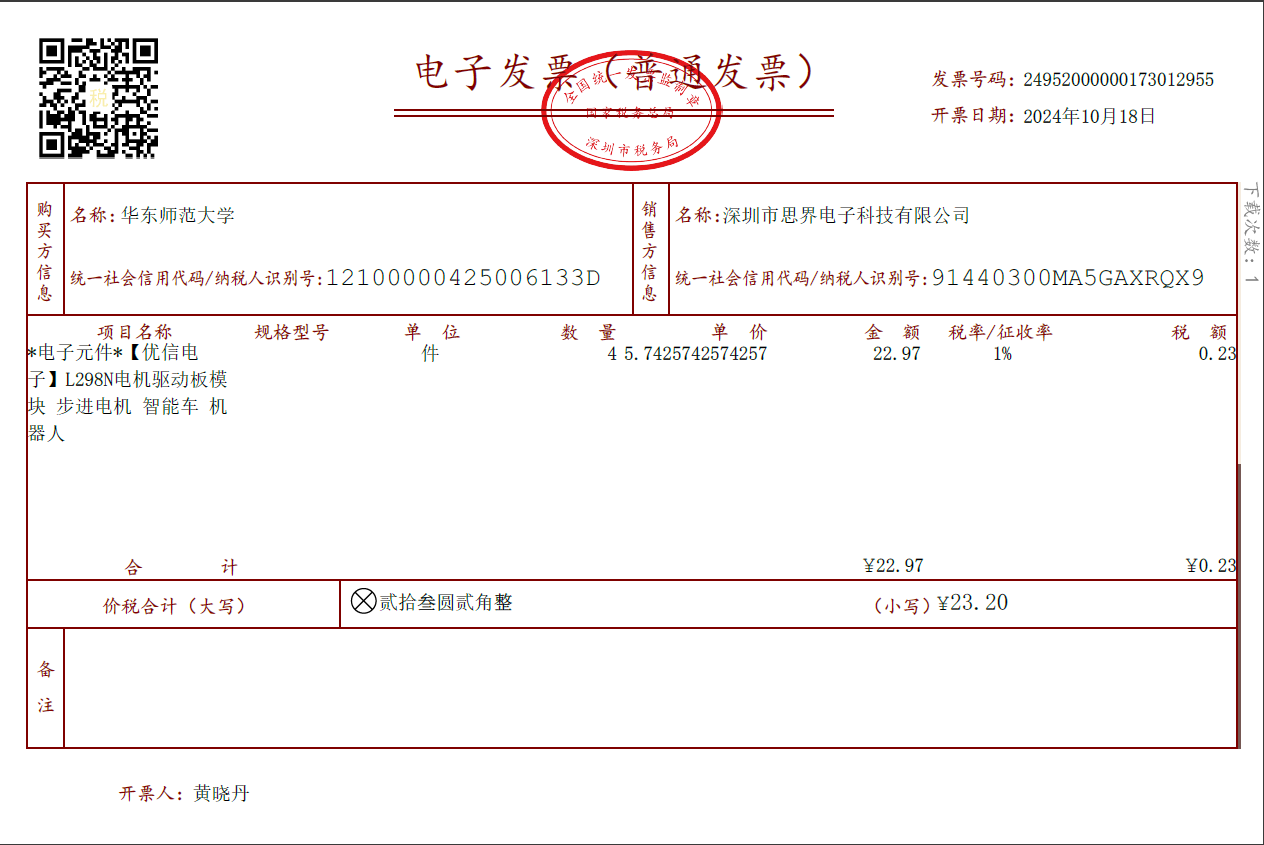 电子发票（普通发票）
全国统一发票监制章
国家税务总局
深圳市税务局
税
发票号码：24952000000173012955
开票日期：2024年10月18日
下载次数：1
购买方信息
名称：华东师范大学
统一社会信用代码/纳税人识别号：12100000425006133D
销售方信息
名称：深圳市思界电子科技有限公司
统一社会信用代码/纳税人识别号：91440300MA5GAXRQX9
项目名称 规格型号 单 位 数 量 单 价 金 额 税率/征收率 税 额
*电子元件*【优信电 件 4 5.7425742574257 22.97 1% 0.23
子】L298N电机驱动板模
块 步进电机 智能车 机
器人
合 计 ¥22.97 ¥0.23
价税合计（大写） 贰拾叁圆贰角整 （小写）¥23.20
备注
开票人：黄晓丹